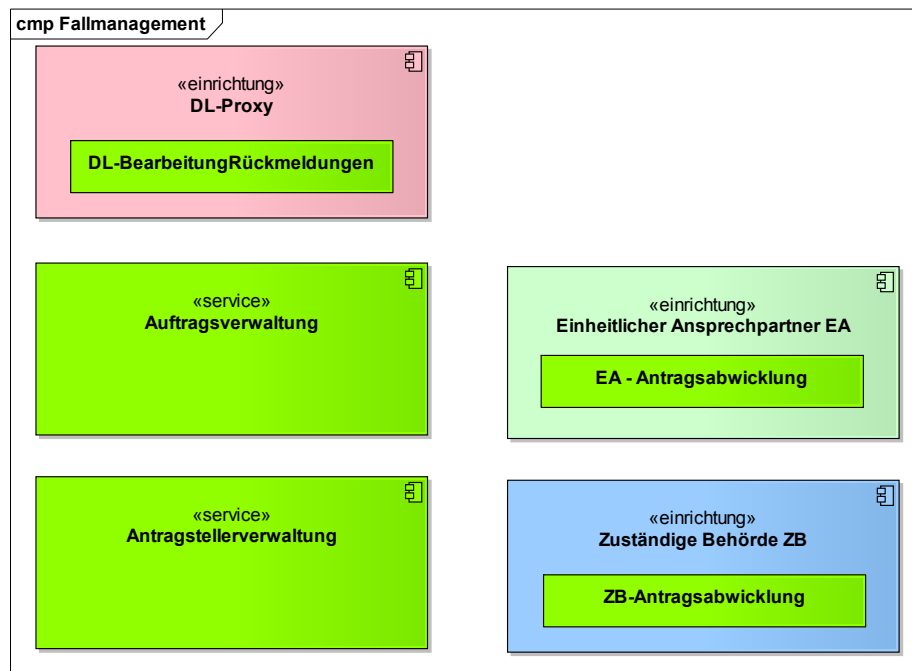 cmp Fallmanagement
«einrichtung»
DL-Proxy
DL-BearbeitungRückmeldungen
«service»
Auftragsverwaltung
«einrichtung»
Einheitlicher Ansprechpartner EA
EA - Antragsabwicklung
«service»
Antragstellerverwaltung
«einrichtung»
Zuständige Behörde ZB
ZB-Antragsabwicklung